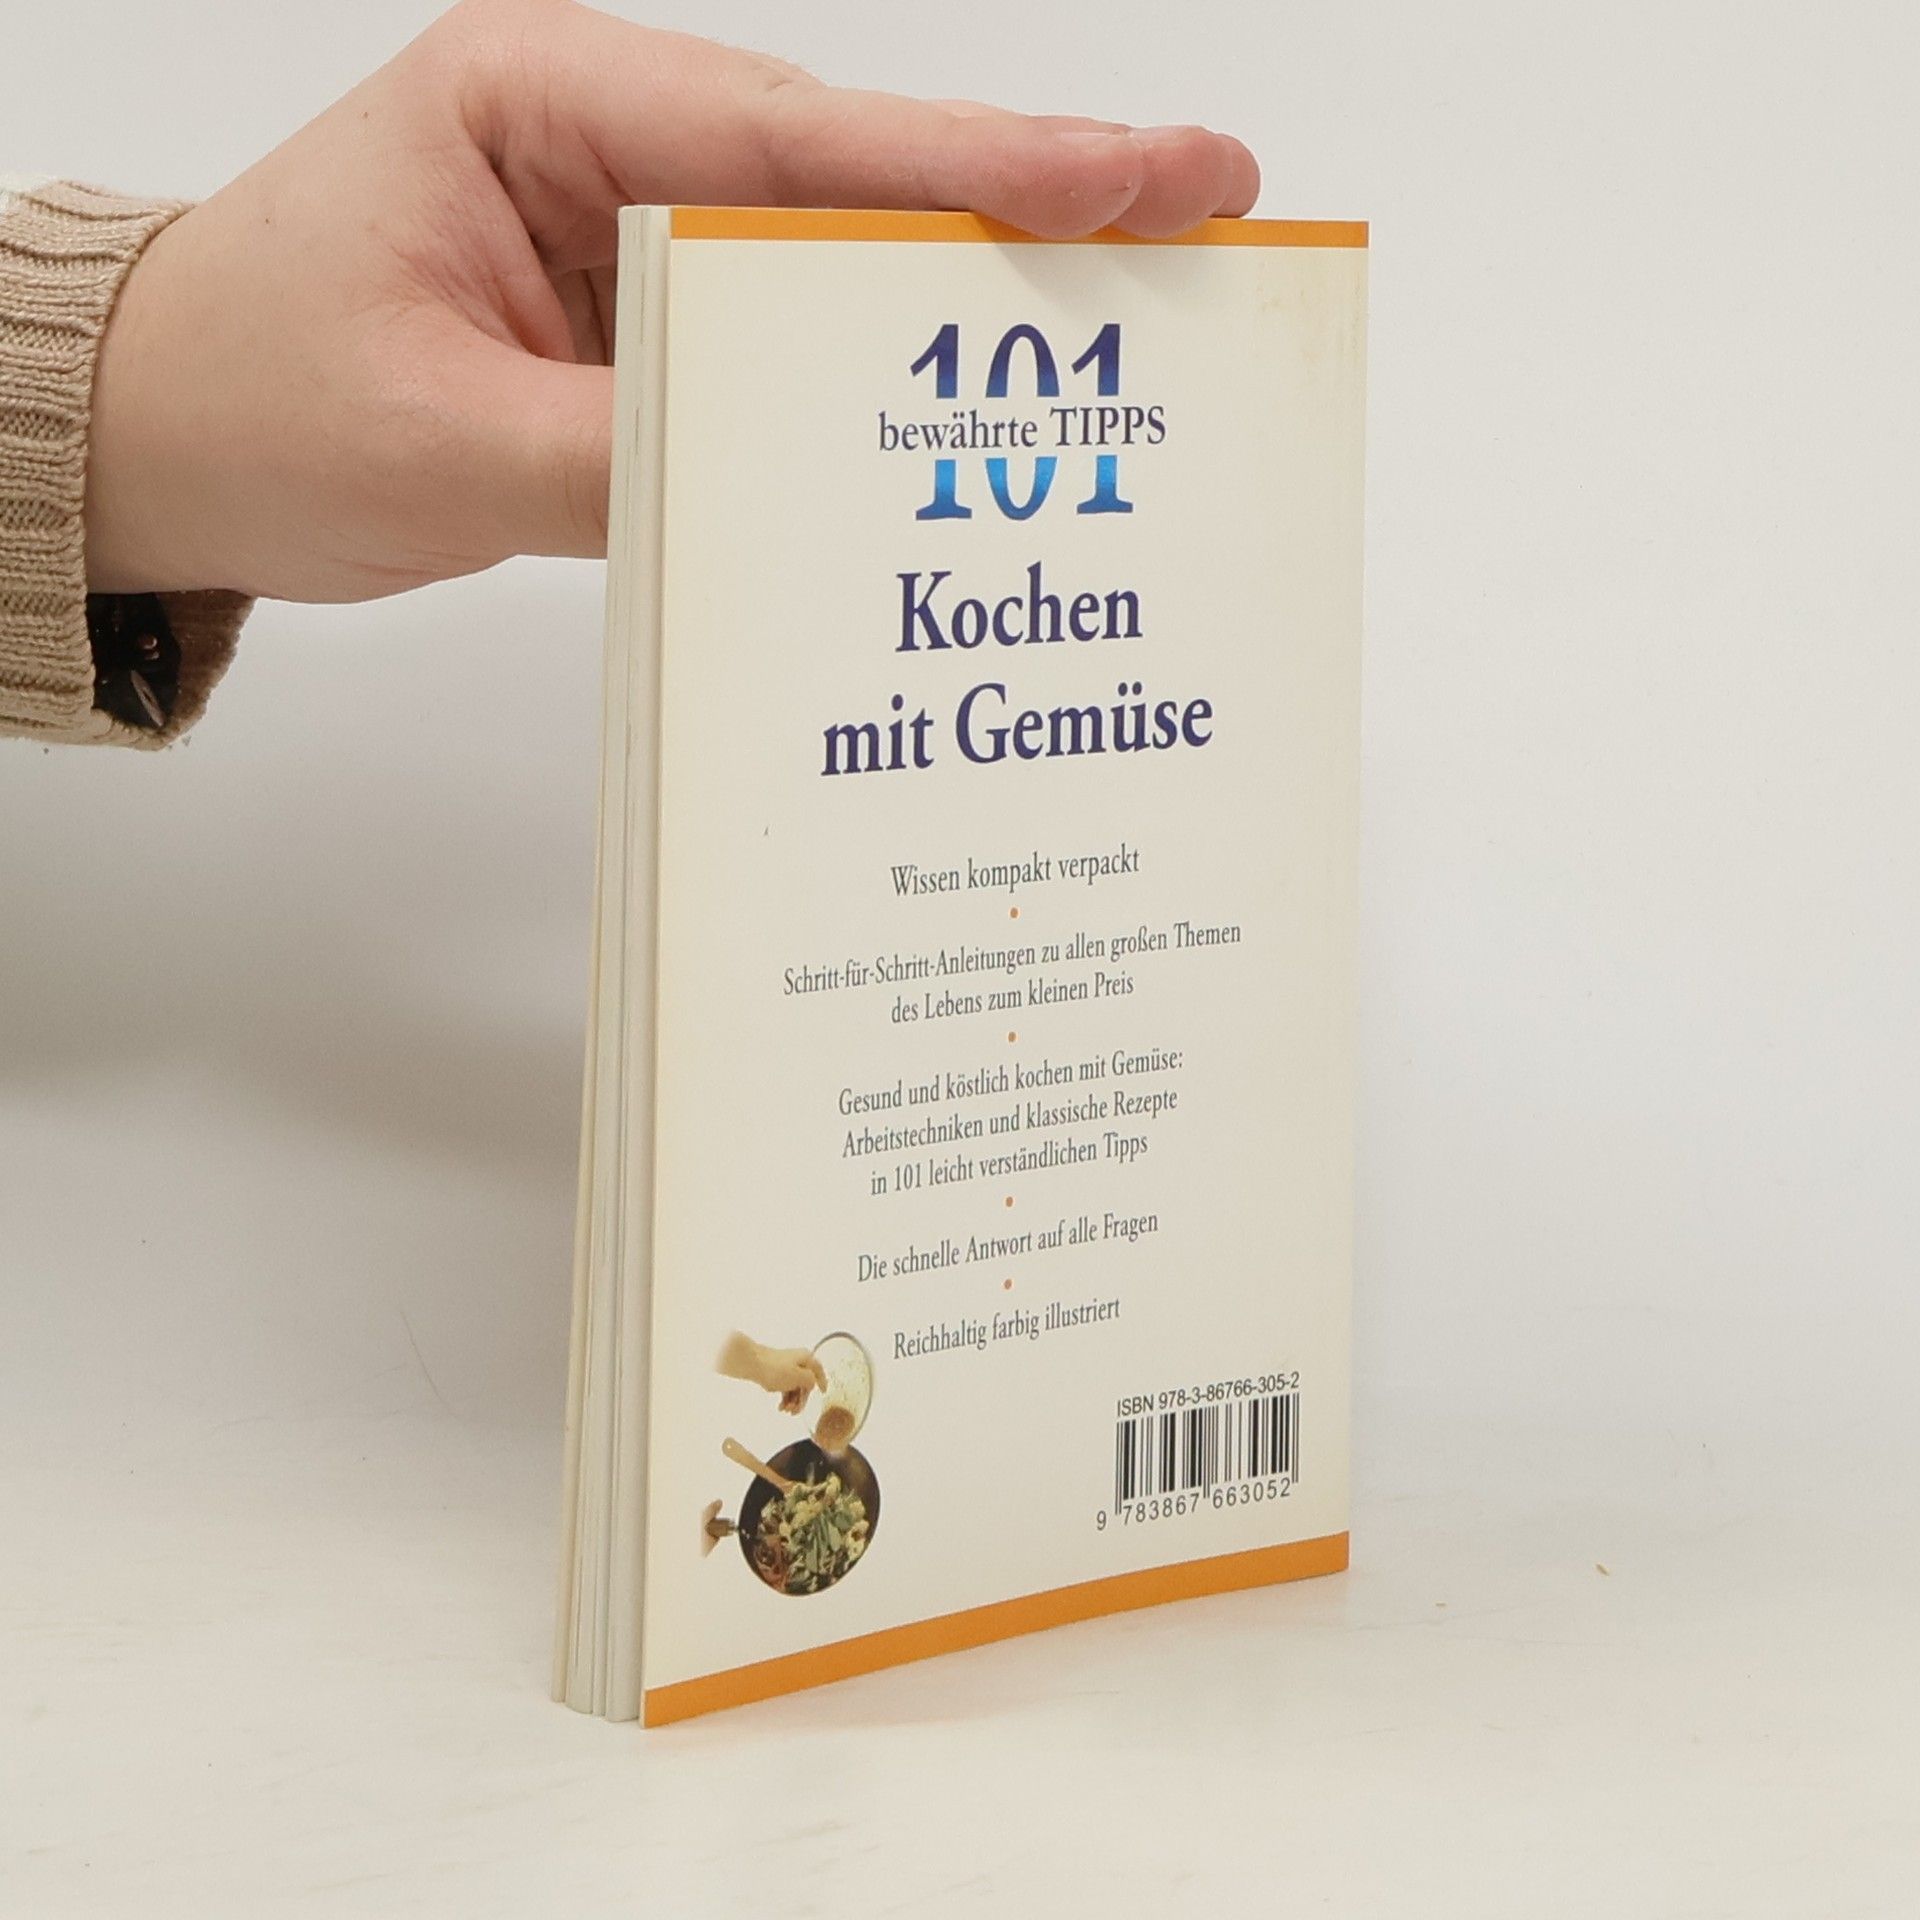 101
bewährte TIPPS
Kochen
mit Gemüse
Wissen kompakt verpackt
Schritt-für-Schritt-Anleitungen zu allen großen Themen
des Lebens zum kleinen Preis
Gesund und köstlich kochen mit Gemüse:
Arbeitstechniken und klassische Rezepte
in 101 leicht verständlichen Tipps
Die schnelle Antwort auf alle Fragen
Reichhaltig farbig illustriert
ISBN 978-3-86766-305-2
9 783867 663052